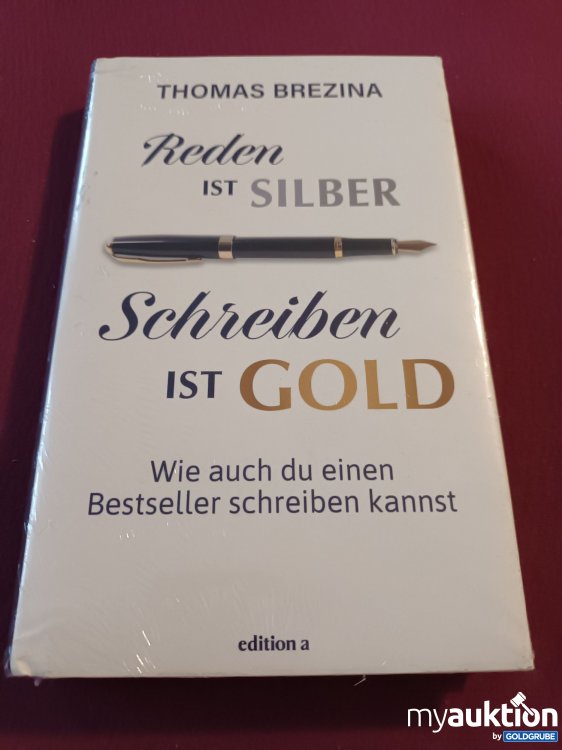 THOMAS BREZINA
Reden
IST SILBER
Schreiben
IST GOLD
Wie auch du einen
Bestseller schreiben kannst
edition a
myauktion
by GOLDGRUBE